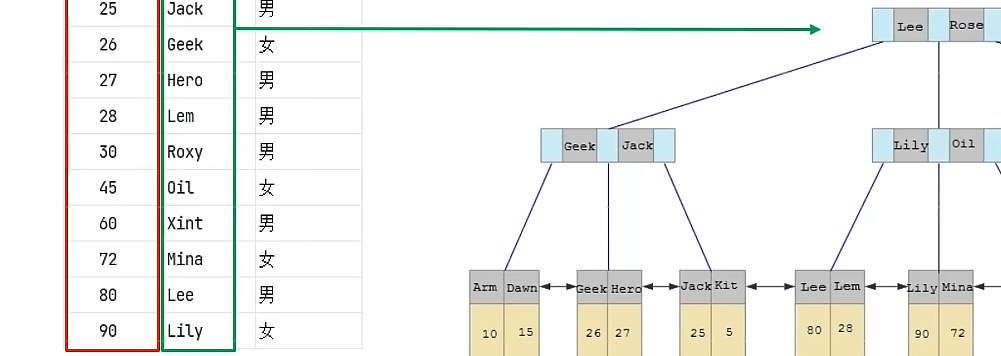 25 Jack 男
26 Geek 女
27 Hero 男
28 Lem 男
30 Roxy 男
45 Oil 女
60 Xint 男
72 Mina 女
80 Lee 男
90 Lily 女
Lee Rose
Geek Jack
Lily Oil
Arm Dawn Geek Hero Jack Kit Lee Lem Lily Mina
10 15 26 27 25 5 80 28 90 72